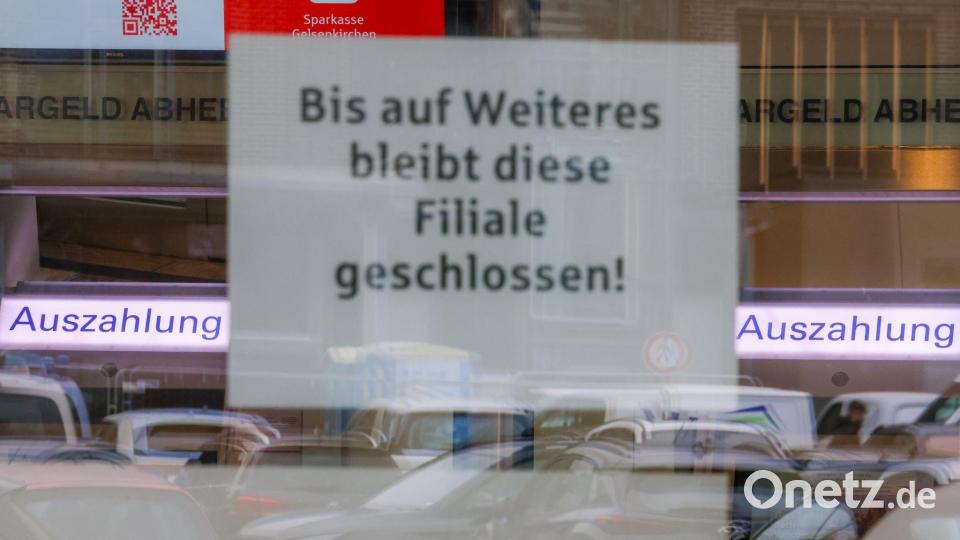 Sparkasse
Gelsenkirchen
ARGELD ABHE
ARGELD ABHE
Bis auf Weiteres
bleibt diese
Filiale
geschlossen!
Auszahlung
Auszahlung
Onetz.de